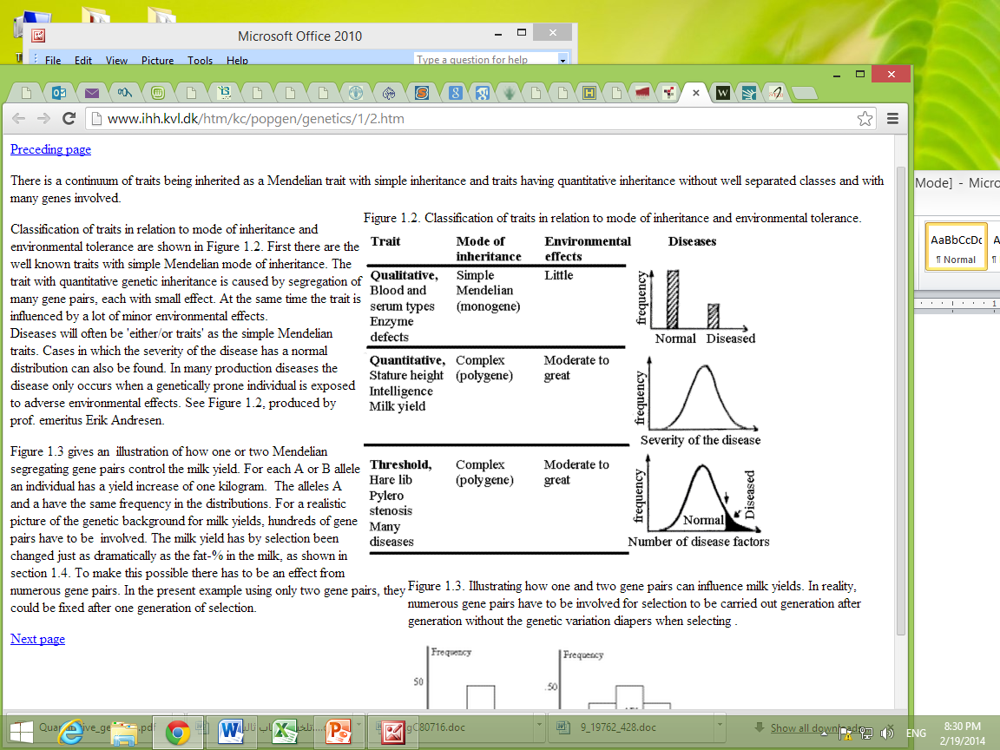 Microsoft Office 2010
File Edit View Picture Tools Help
Type a question for help
www.ihh.kvl.dk/htm/kc/popgen/genetics/1/2.htm
Mode] - Micro
AaBbCcDc
¶ Normal
Preceding page
There is a continuum of traits being inherited as a Mendelian trait with simple inheritance and traits having quantitative inheritance without well separated classes and with
many genes involved.
Classification of traits in relation to mode of inheritance and
environmental tolerance are shown in Figure 1.2. First there are the
well known traits with simple Mendelian mode of inheritance. The
trait with quantitative genetic inheritance is caused by segregation of
many gene pairs, each with small effect. At the same time the trait is
influenced by a lot of minor environmental effects.
Diseases will often be 'either/or traits' as the simple Mendelian
traits. Cases in which the severity of the disease has a normal
distribution can also be found. In many production diseases the
disease only occurs when a genetically prone individual is exposed
to adverse environmental effects. See Figure 1.2, produced by
prof. emeritus Erik Andresen.
Figure 1.2. Classification of traits in relation to mode of inheritance and environmental tolerance.
Trait Mode of Environmental Diseases
inheritance effects
Qualitative, Simple Little
Blood and Mendelian
serum types (monogene)
Enzyme
defects
frequency
Normal Diseased
Quantitative, Complex Moderate to
Stature height (polygene) great
Intelligence
Milk yield
frequency
Severity of the disease
Threshold, Complex Moderate to
Hare lib (polygene) great
Pylero
stenosis
Many
diseases
frequency
Normal
Diseased
Number of disease factors
Figure 1.3 gives an illustration of how one or two Mendelian
segregating gene pairs control the milk yield. For each A or B allele
an individual has a yield increase of one kilogram. The alleles A
and a have the same frequency in the distributions. For a realistic
picture of the genetic background for milk yields, hundreds of gene
pairs have to be involved. The milk yield has by selection been
changed just as dramatically as the fat-% in the milk, as shown in
section 1.4. To make this possible there has to be an effect from
numerous gene pairs. In the present example using only two gene pairs, they
could be fixed after one generation of selection.
Figure 1.3. Illustrating how one and two gene pairs can influence milk yields. In reality,
numerous gene pairs have to be involved for selection to be carried out generation after
generation without the genetic variation diapers when selecting .
Next page
Frequency
50
Frequency
.50
9_19762_428.doc
Show all downloads
ENG
8:30 PM
2/19/2014